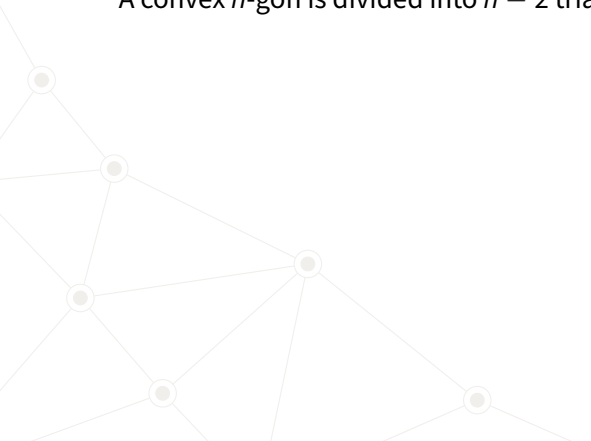 A convex n-gon is divided into n − 2